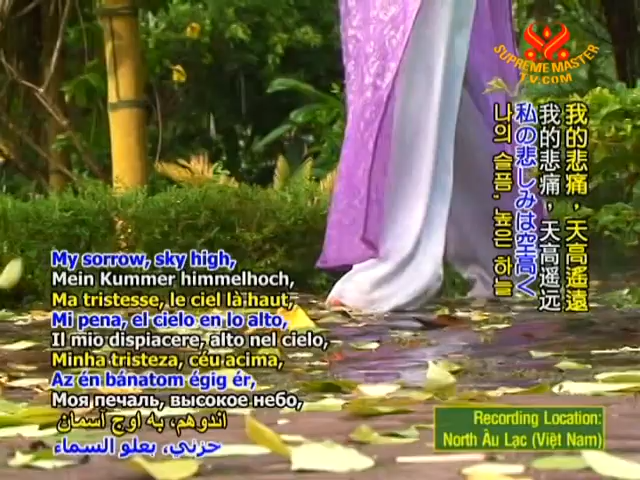 SUPREME MASTER
TV.COM
我的悲痛，天高遙遠
我的悲痛，天高遥远
私の悲しみは空高く
나의 슬픔, 높은 하늘
My sorrow, sky high,
Mein Kummer himmelhoch,
Ma tristesse, le ciel là haut,
Mi pena, el cielo en lo alto,
Il mio dispiacere, alto nel cielo,
Minha tristeza, céu acima,
Az én bánatom égig ér,
Моя печаль, высокое небо,
اندوهم، به اوج آسمان
حزني، بعلو السماء
Recording Location:
North Âu Lạc (Việt Nam)